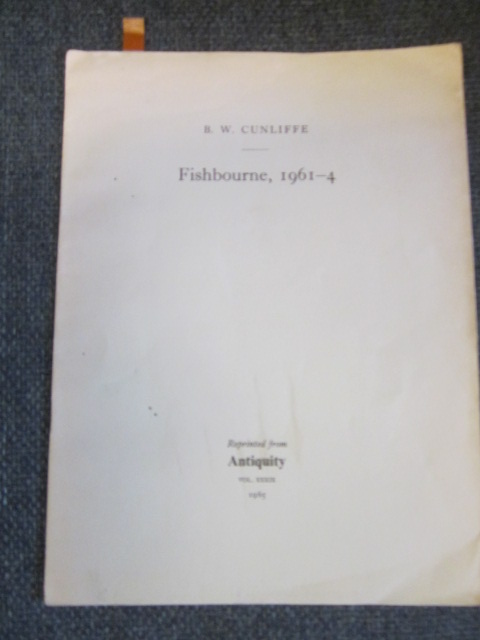 B. W. CUNLIFFE
Fishbourne, 1961–4
Reprinted from
Antiquity
VOL. XXXIX
1965